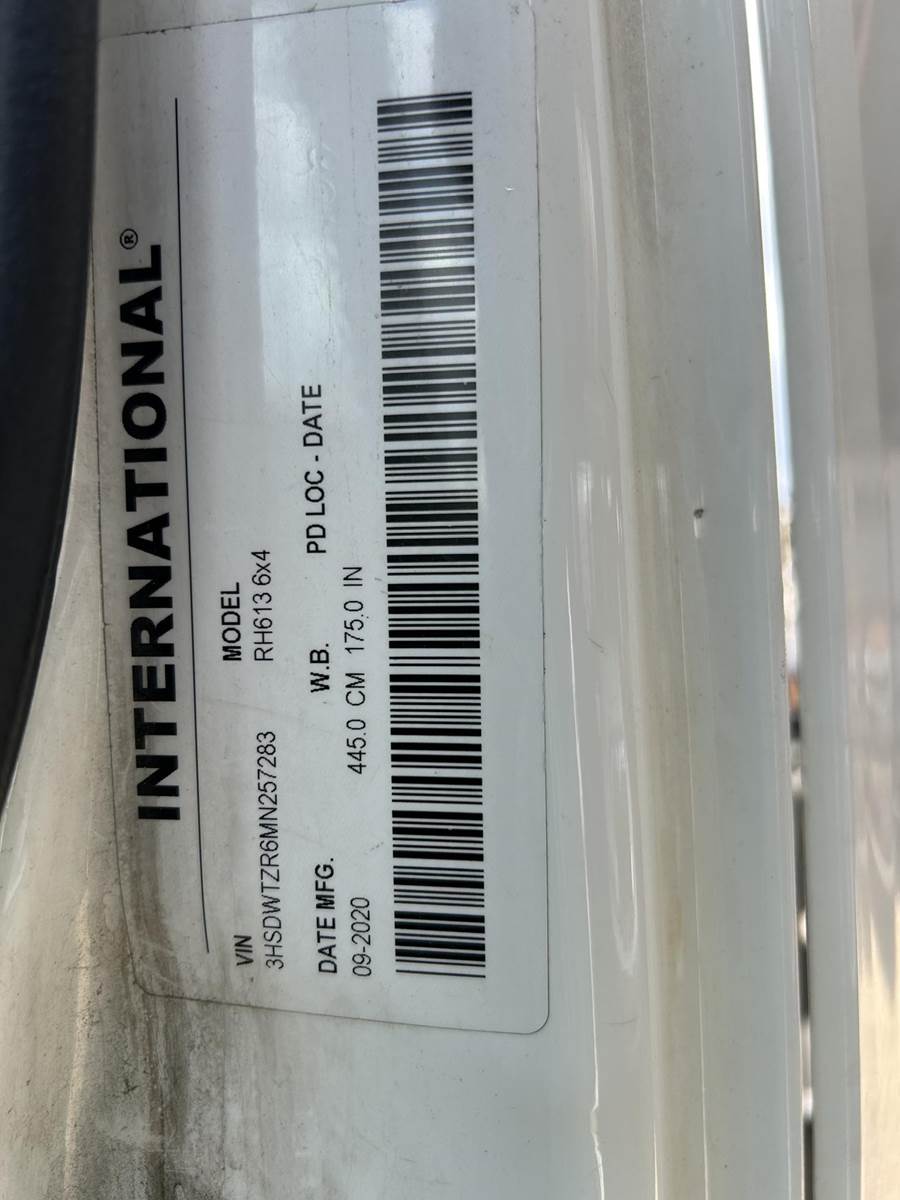 INTERNATIONAL®
VIN MODEL
3HSDWTZR6MN257283 RH613 6x4
DATE MFG. W.B. PD LOC - DATE
09-2020 445.0 CM 175.0 IN